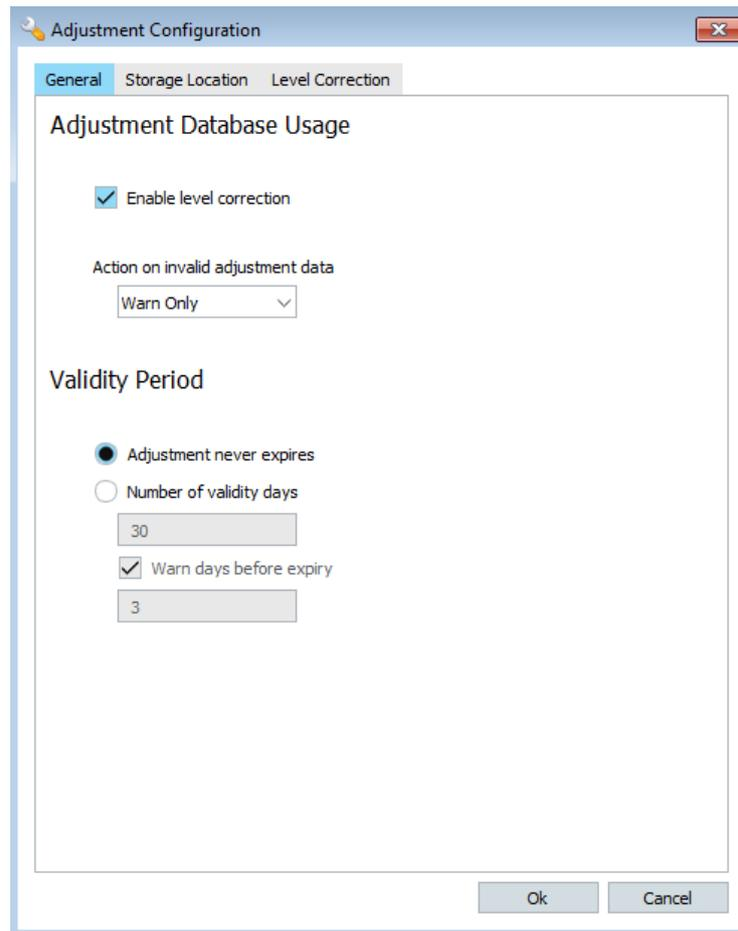 Adjustment Configuration
General Storage Location Level Correction
Adjustment Database Usage
Enable level correction
Action on invalid adjustment data
Warn Only
Validity Period
Adjustment never expires
Number of validity days
30
Warn days before expiry
3
Ok Cancel